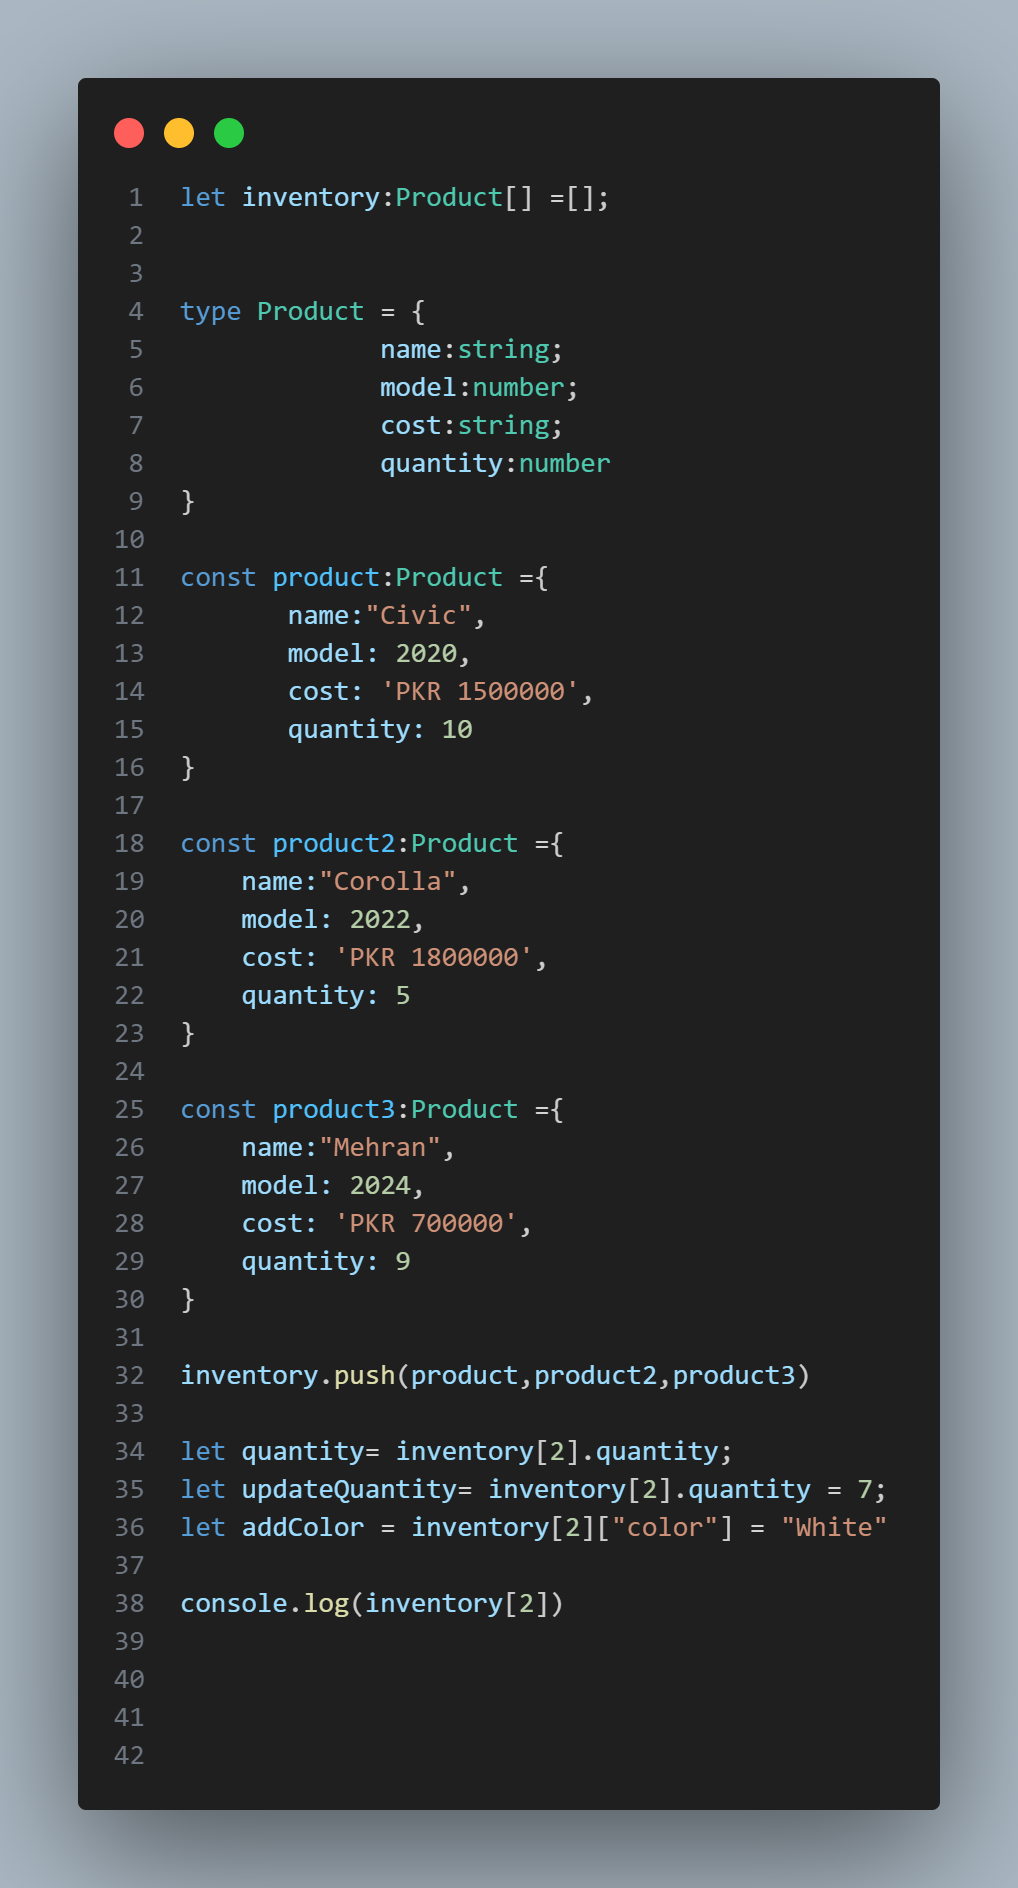 1 let inventory:Product[] =[];
2
3
4 type Product = {
5 name:string;
6 model:number;
7 cost:string;
8 quantity:number
9 }
10
11 const product:Product ={
12 name:"Civic",
13 model: 2020,
14 cost: 'PKR 1500000',
15 quantity: 10
16 }
17
18 const product2:Product ={
19 name:"Corolla",
20 model: 2022,
21 cost: 'PKR 1800000',
22 quantity: 5
23 }
24
25 const product3:Product ={
26 name:"Mehran",
27 model: 2024,
28 cost: 'PKR 700000',
29 quantity: 9
30 }
31
32 inventory.push(product,product2,product3)
33
34 let quantity= inventory[2].quantity;
35 let updateQuantity= inventory[2].quantity = 7;
36 let addColor = inventory[2]["color"] = "White"
37
38 console.log(inventory[2])
39
40
41
42